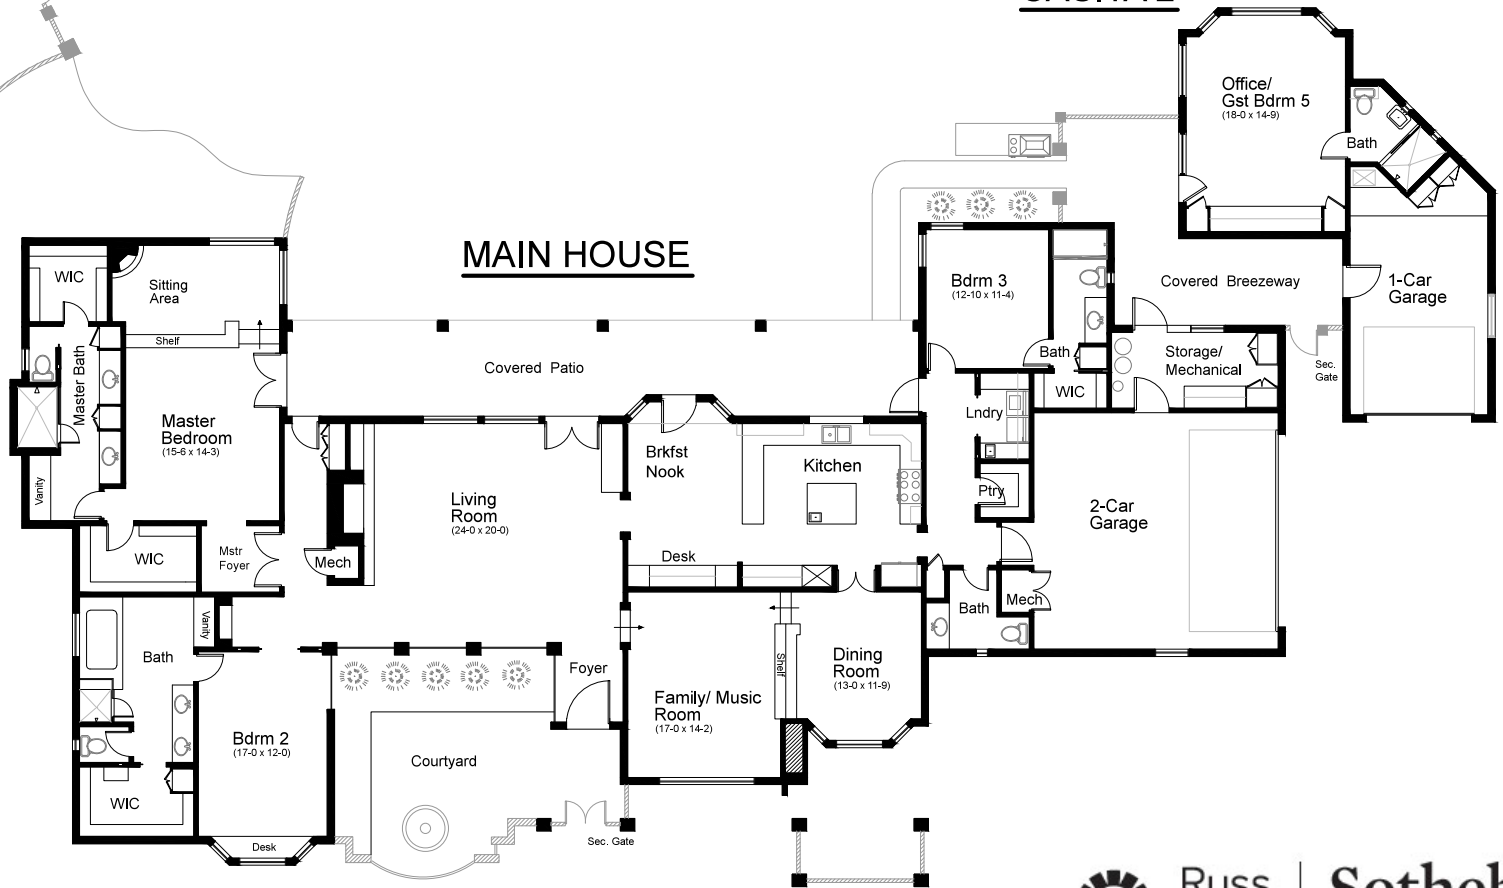 Office/
Gst Bdrm 5
(18-0 x 14-9)
Bath
MAIN HOUSE
WIC
Sitting
Area
Bdrm 3
(12-10 x 11-4)
Covered Breezeway
1-Car
Garage
Shelf
Covered Patio
Bath
Storage/
Mechanical
Sec.
Gate
Master Bath
WIC
Lndry
Master
Bedroom
(15-6 x 14-3)
Brkfst
Nook
Kitchen
Vanity
Living
Room
(24-0 x 20-0)
Ptry
2-Car
Garage
WIC
Mstr
Foyer
Mech
Desk
Vanity
Bath
Mech
Bath
Foyer
Shelf
Dining
Room
(13-0 x 11-9)
Family/ Music
Room
(17-0 x 14-2)
Bdrm 2
(17-0 x 12-0)
Courtyard
WIC
Desk
Sec. Gate
Russ